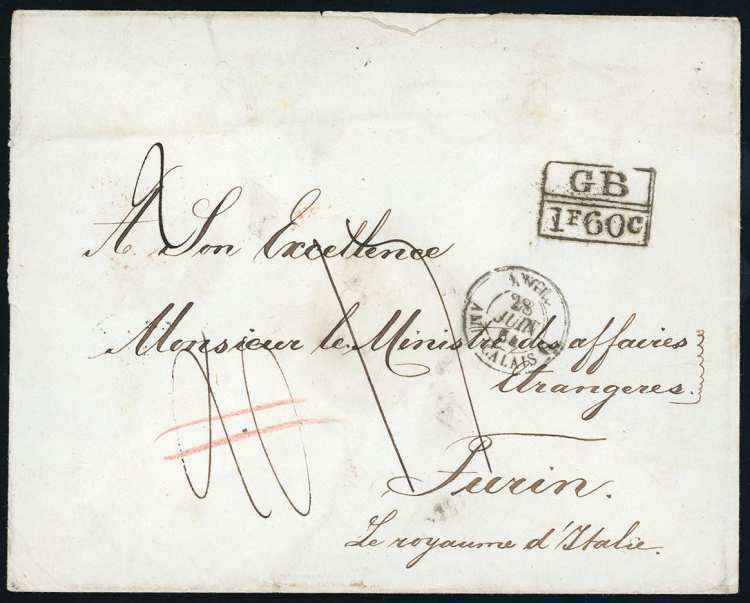 GB
1F60c
A Son Excellence
ANGL.
28
JUIN
AMB. CALAIS
Monsieur le Ministre des affaires
étrangeres.
Turin.
Le royaume d'Italie.